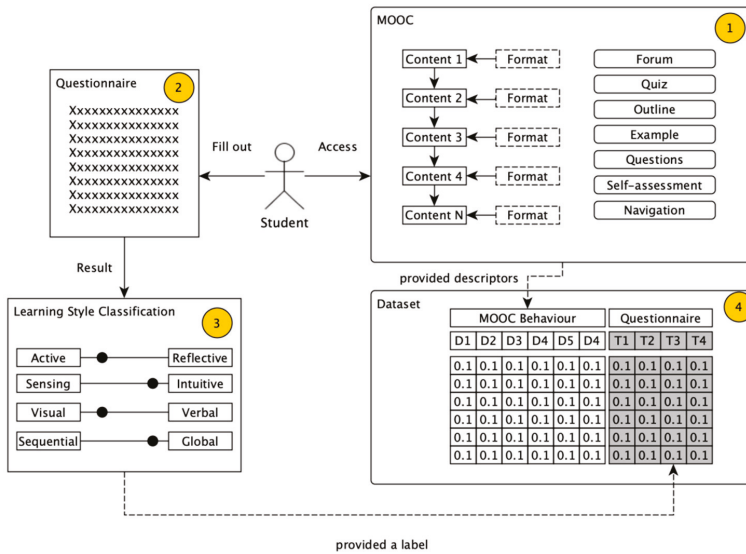 MOOC
1
Content 1
Format
Content 2
Format
Content 3
Format
Content 4
Format
Content N
Format
Forum
Quiz
Outline
Example
Questions
Self-assessment
Navigation
Questionnaire
2
Xxxxxxxxxxxxxxx
Xxxxxxxxxxxxxxx
Xxxxxxxxxxxxxxx
Xxxxxxxxxxxxxxx
Xxxxxxxxxxxxxxx
Xxxxxxxxxxxxxxx
Xxxxxxxxxxxxxxx
Xxxxxxxxxxxxxxx
Fill out
Access
Student
Result
provided descriptors
Learning Style Classification
3
Active Reflective
Sensing Intuitive
Visual Verbal
Sequential Global
Dataset
4
MOOC Behaviour Questionnaire
D1 D2 D3 D4 D5 D4 T1 T2 T3 T4
0.1 0.1 0.1 0.1 0.1 0.1 0.1 0.1 0.1 0.1
0.1 0.1 0.1 0.1 0.1 0.1 0.1 0.1 0.1 0.1
0.1 0.1 0.1 0.1 0.1 0.1 0.1 0.1 0.1 0.1
0.1 0.1 0.1 0.1 0.1 0.1 0.1 0.1 0.1 0.1
0.1 0.1 0.1 0.1 0.1 0.1 0.1 0.1 0.1 0.1
0.1 0.1 0.1 0.1 0.1 0.1 0.1 0.1 0.1 0.1
provided a label